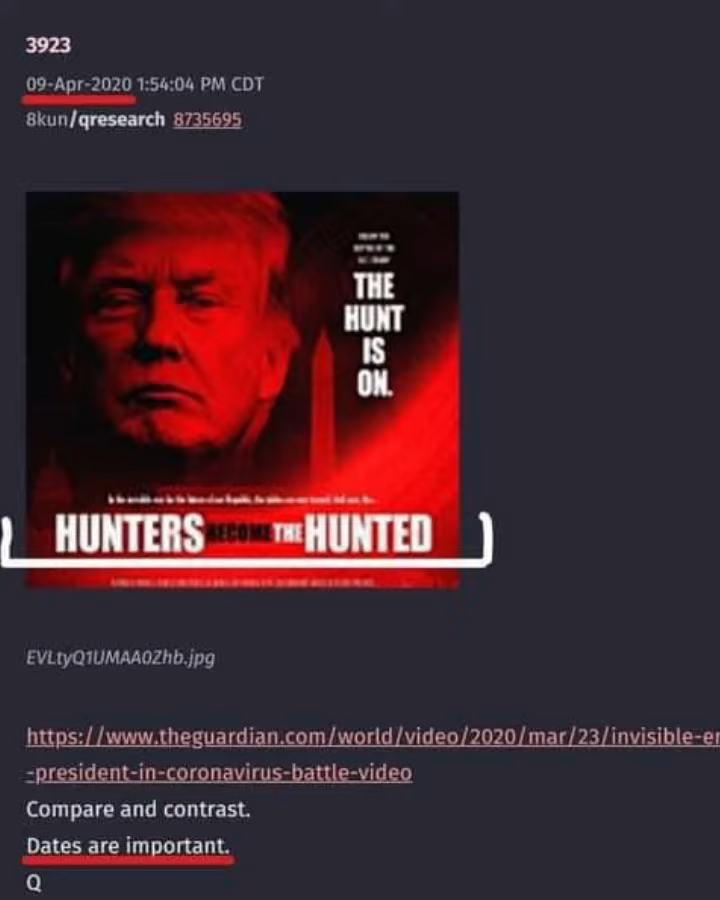 3923
09-Apr-2020 1:54:04 PM CDT
8kun/qresearch 8735695
THE
HUNT
IS
ON.
HUNTERS BECOME THE HUNTED
EVLtyQ1UMAA0Zhb.jpg
https://www.theguardian.com/world/video/2020/mar/23/invisible-er
-president-in-coronavirus-battle-video
Compare and contrast.
Dates are important.
Q